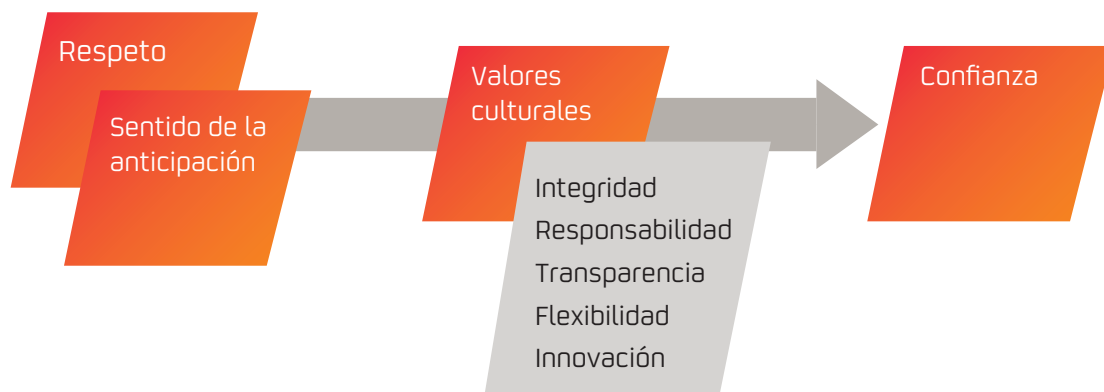 Respeto
Sentido de la
anticipación
Valores
culturales
Integridad
Responsabilidad
Transparencia
Flexibilidad
Innovación
Confianza